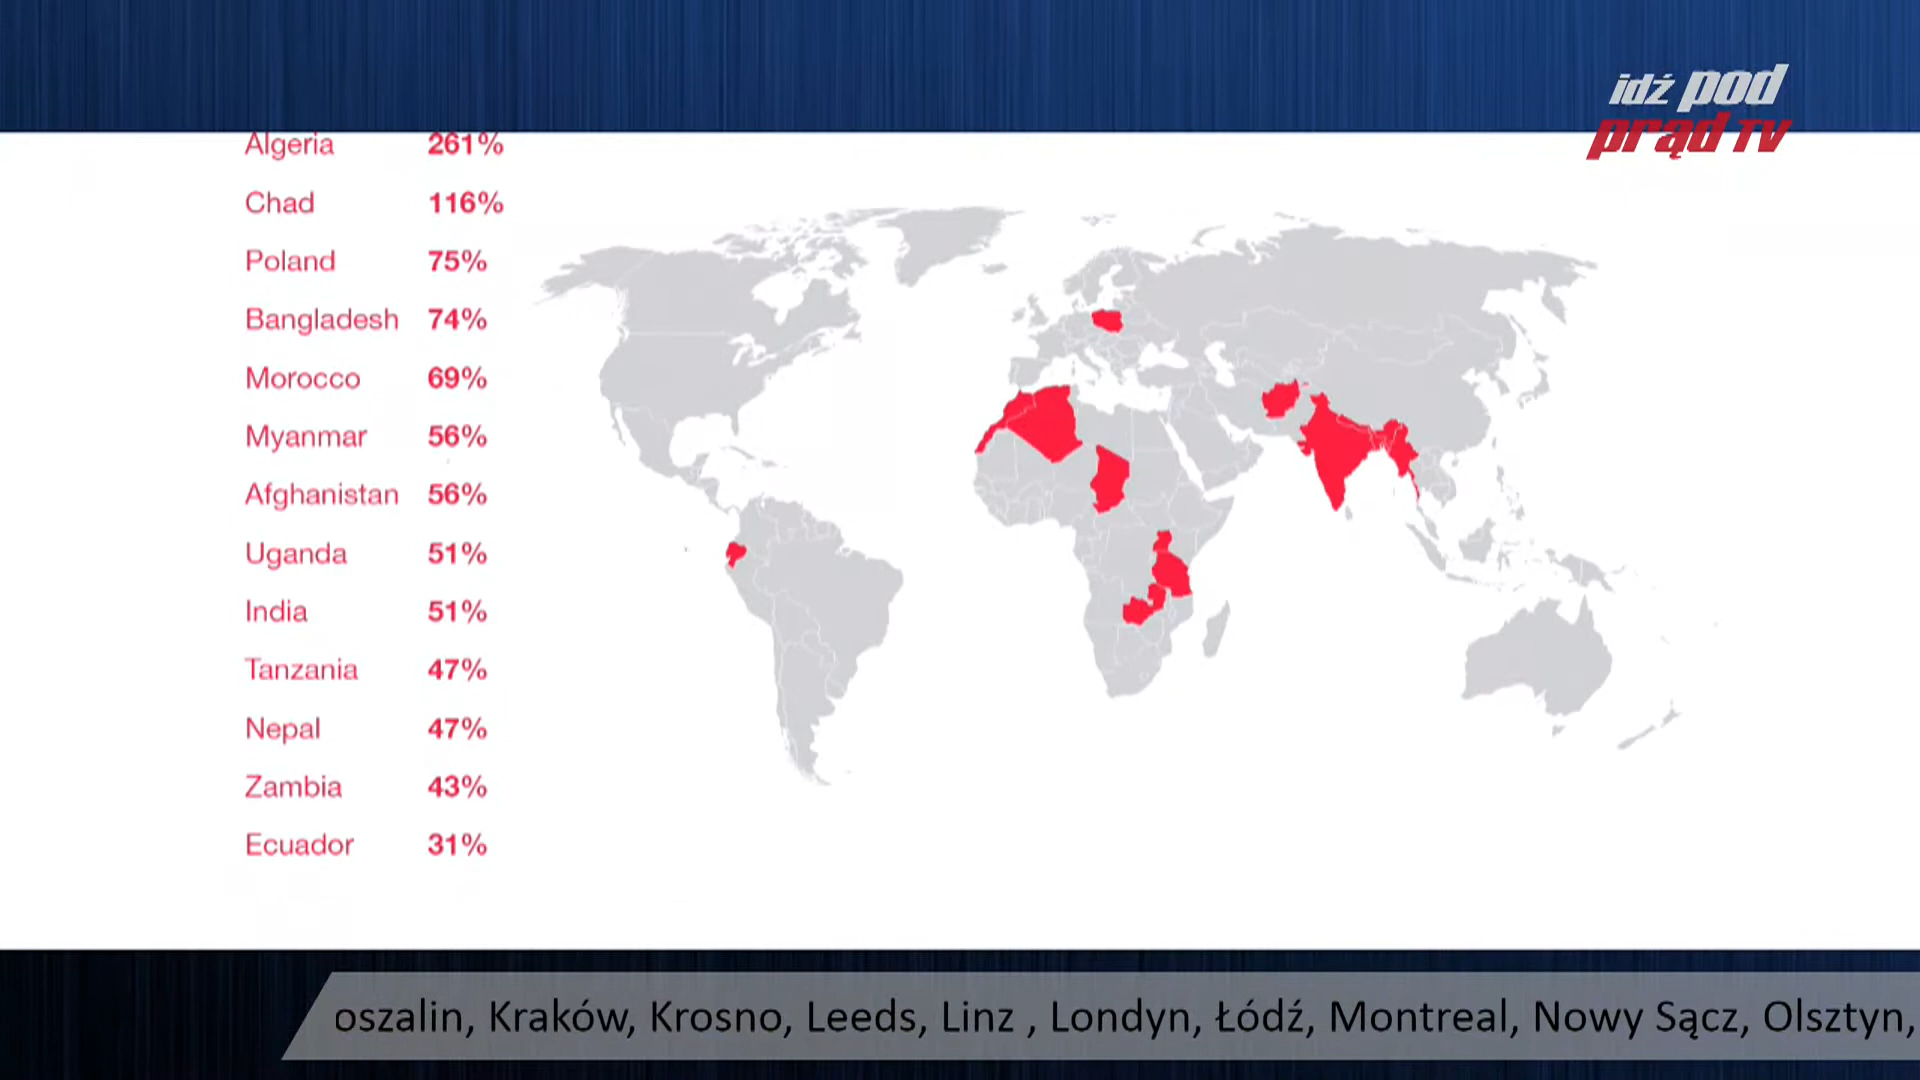 idź pod
prąd TV
Algeria 261%
Chad 116%
Poland 75%
Bangladesh 74%
Morocco 69%
Myanmar 56%
Afghanistan 56%
Uganda 51%
India 51%
Tanzania 47%
Nepal 47%
Zambia 43%
Ecuador 31%
oszalin, Kraków, Krosno, Leeds, Linz , Londyn, Łódź, Montreal, Nowy Sącz, Olsztyn,